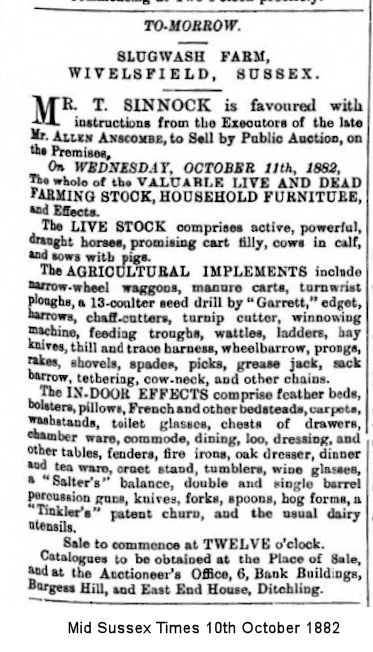 commencing at Two o'clock precisely.
TO-MORROW.
SLUGWASH FARM,
WIVELSFIELD, SUSSEX.
MR. T. SINNOCK is favoured with
instructions from the Executors of the late
Mr. ALLEN ANSCOMBE, to Sell by Public Auction, on
the Premises,
On WEDNESDAY, OCTOBER 11th, 1882,
The whole of the VALUABLE LIVE AND DEAD
FARMING STOCK, HOUSEHOLD FURNITURE,
and Effects.
The LIVE STOCK comprises active, powerful,
draught horses, promising cart filly, cows in calf,
and sows with pigs.
The AGRICULTURAL IMPLEMENTS include
narrow-wheel waggons, manure carts, turnwrist
ploughs, a 13-coulter seed drill by "Garrett," edget,
harrows, chaff-cutters, turnip cutter, winnowing
machine, feeding troughs, wattles, ladders, hay
knives, thill and trace harness, wheelbarrow, prongs,
rakes, shovels, spades, picks, grease jack, sack
barrow, tethering, cow-neck, and other chains.
The IN-DOOR EFFECTS comprise feather beds,
bolsters, pillows, French and other bedsteads, carpets,
washstands, toilet glasses, chests of drawers,
chamber ware, commode, dining, loo, dressing, and
other tables, fenders, fire irons, oak dresser, dinner
and tea ware, cruet stand, tumblers, wine glasses,
a "Salter's" balance, double and single barrel
percussion guns, knives, forks, spoons, hog forms, a
"Tinkler's" patent churn, and the usual dairy
utensils.
Sale to commence at TWELVE o'clock.
Catalogues to be obtained at the Place of Sale,
and at the Auctioneer's Office, 6, Bank Buildings,
Burgess Hill, and East End House, Ditchling.
Mid Sussex Times 10th October 1882